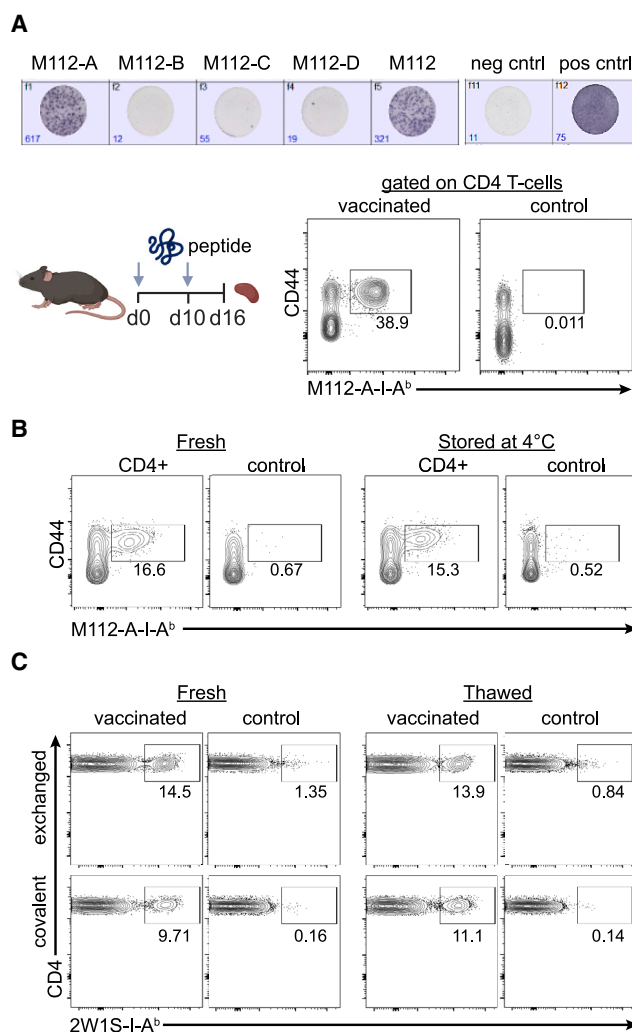 A
M112-A M112-B M112-C M112-D M112 neg cntrl pos cntrl
f1 f2 f3 f4 f5 f11 f12
617 12 55 19 321 11 75
gated on CD4 T-cells
vaccinated control
peptide
d0 d10 d16
CD44
38.9 0.011
M112-A-I-Aᵇ
B
Fresh Stored at 4°C
CD4+ control CD4+ control
CD44
16.6 0.67 15.3 0.52
M112-A-I-Aᵇ
C
Fresh Thawed
vaccinated control vaccinated control
exchanged
14.5 1.35 13.9 0.84
covalent
9.71 0.16 11.1 0.14
CD4
2W1S-I-Aᵇ